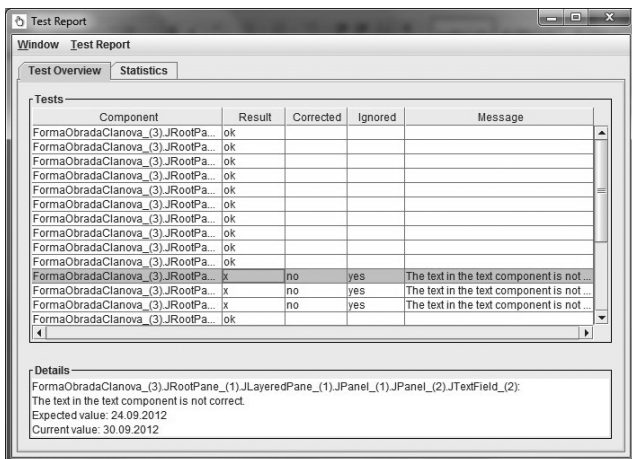 Test Report
Window Test Report
Test Overview Statistics
Tests
Component Result Corrected Ignored Message
FormaObradaClanova_(3).JRootPa... ok
FormaObradaClanova_(3).JRootPa... ok
FormaObradaClanova_(3).JRootPa... ok
FormaObradaClanova_(3).JRootPa... ok
FormaObradaClanova_(3).JRootPa... ok
FormaObradaClanova_(3).JRootPa... ok
FormaObradaClanova_(3).JRootPa... ok
FormaObradaClanova_(3).JRootPa... ok
FormaObradaClanova_(3).JRootPa... ok
FormaObradaClanova_(3).JRootPa... ok
FormaObradaClanova_(3).JRootPa... x no yes The text in the text component is not ...
FormaObradaClanova_(3).JRootPa... x no yes The text in the text component is not ...
FormaObradaClanova_(3).JRootPa... x no yes The text in the text component is not ...
FormaObradaClanova_(3).JRootPa... ok
Details
FormaObradaClanova_(3).JRootPane_(1).JLayeredPane_(1).JPanel_(1).JPanel_(2).JTextField_(2):
The text in the text component is not correct.
Expected value: 24.09.2012
Current value: 30.09.2012